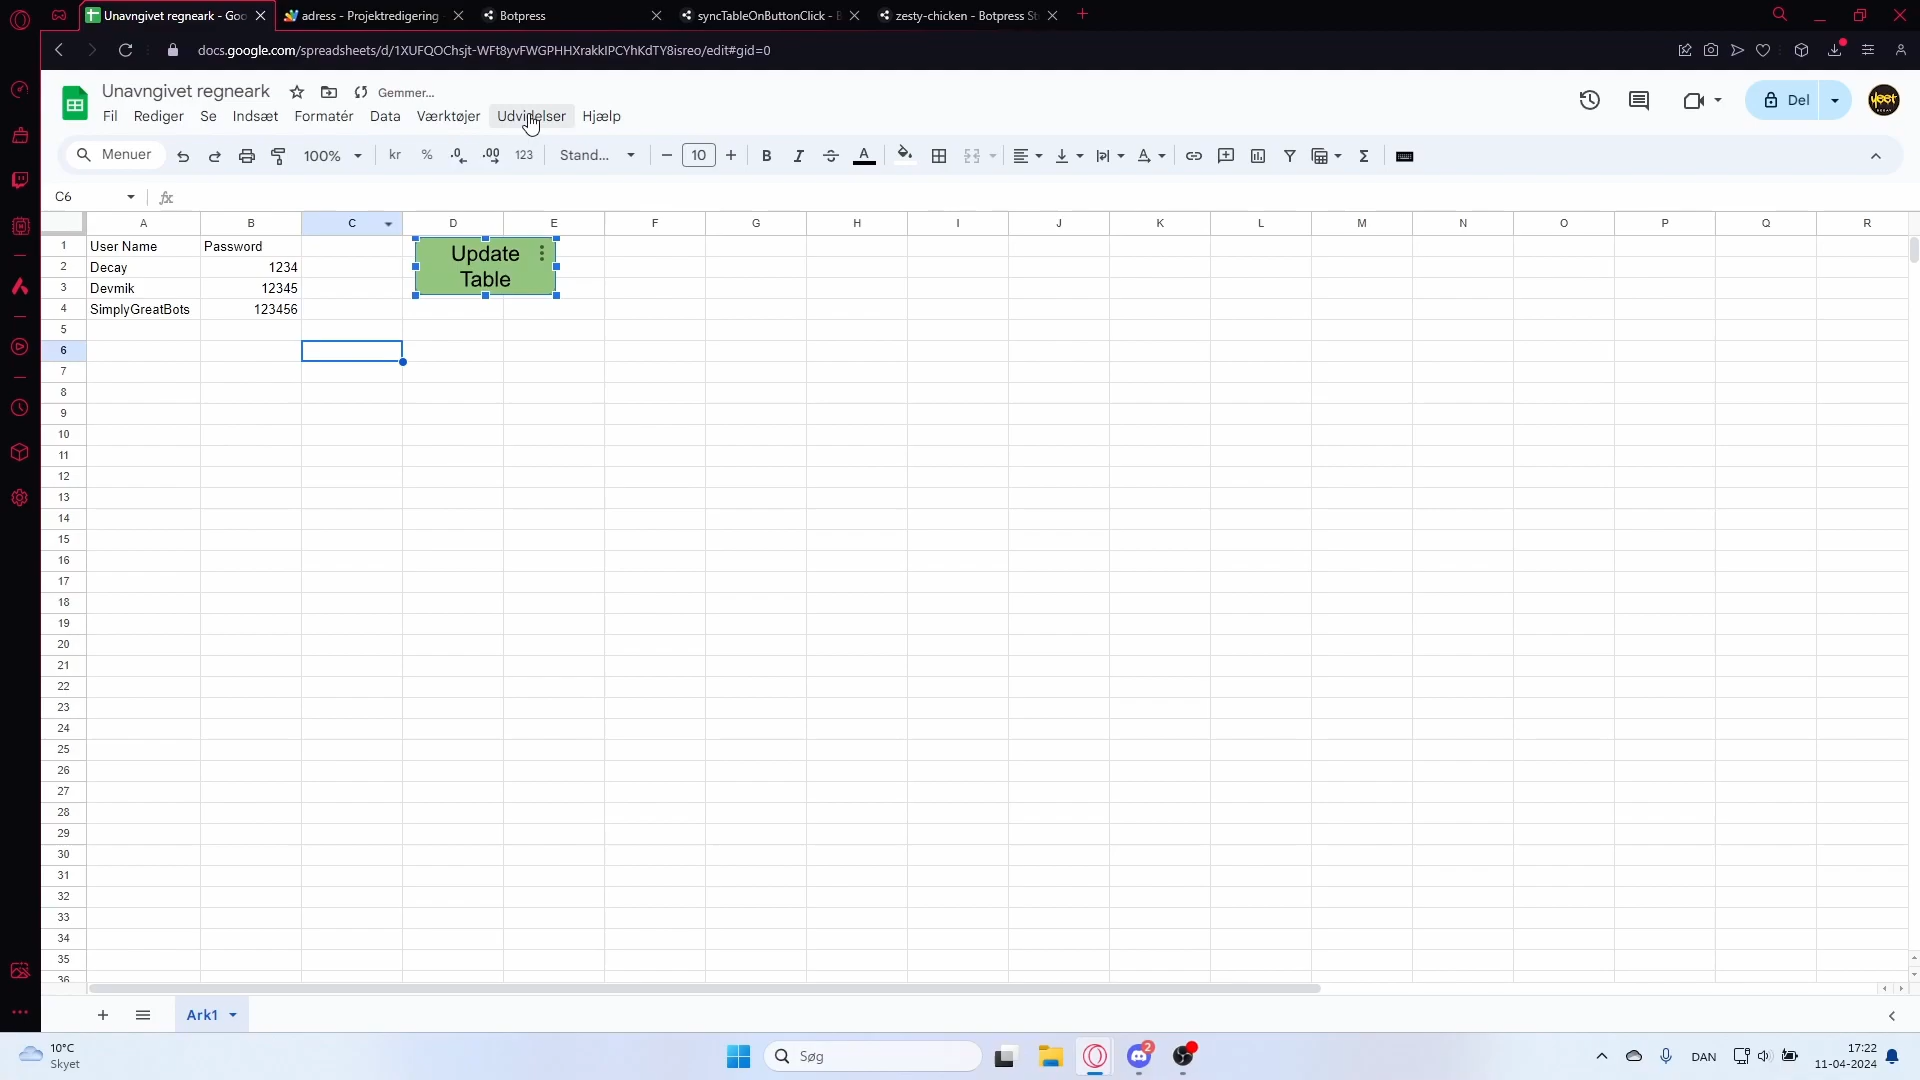 Unavngivet regneark - Goo
adress - Projektredigering
Botpress
syncTableOnButtonClick - B
zesty-chicken - Botpress St
docs.google.com/spreadsheets/d/1XUFQOChsjt-WFt8yvFWGPHHXrakkIPCYhKdTY8isreo/edit#gid=0
Unavngivet regneark
Gemmer...
Fil Rediger Se Indsæt Formatér Data Værktøjer Udvidelser Hjælp
Del
Menuer
100%
kr % .0 .00 123
Stand...
10
B I A
C6
fx
A B C D E F G H I J K L M N O P Q R
1 User Name Password
2 Decay 1234
3 Devmik 12345
4 SimplyGreatBots 123456
Update
Table
5
6
7
8
9
10
11
12
13
14
15
16
17
18
19
20
21
22
23
24
25
26
27
28
29
30
31
32
33
34
35
36
Ark1
10°C
Skyet
Søg
2
DAN
17:22
11-04-2024